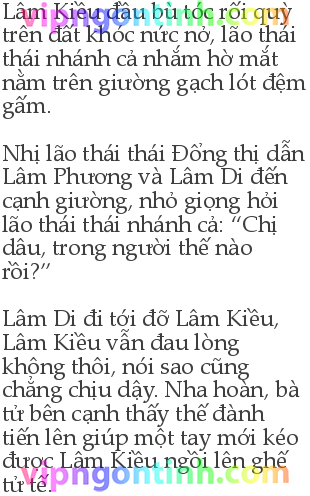 Lâm Kiều đầu bù tóc rối quỳ
vipngontinh.com
trên đất khóc nức nở, lão thái
thái nhánh cả nhắm hờ mắt
nằm trên giường gạch lót đệm
gấm.
Nhị lão thái thái Đổng thị dẫn
Lâm Phương và Lâm Di đến
cạnh giường, nhỏ giọng hỏi
lão thái thái nhánh cả: “Chị
dâu, trong người thế nào
rồi?”
Lâm Di đi tới đỡ Lâm Kiều,
Lâm Kiều vẫn đau lòng
không thôi, nói sao cũng
chẳng chịu dậy. Nha hoàn, bà
tử bên cạnh thấy thế đành
tiến lên giúp một tay mới kéo
được Lâm Kiều ngồi lên ghế
vipngontinh.com
tử tế.